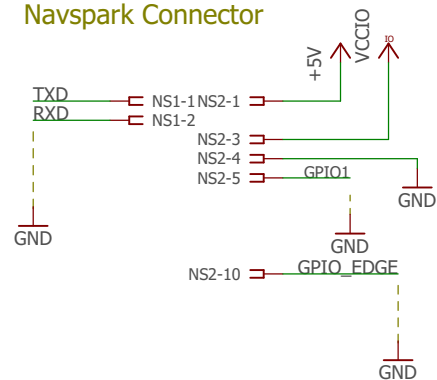 Navspark Connector
+5V
VCCIO
IO
TXD
NS1-1 NS2-1
RXD
NS1-2
NS2-3
NS2-4
NS2-5
GPIO1
GND
GND
GND
NS2-10
GPIO_EDGE
GND